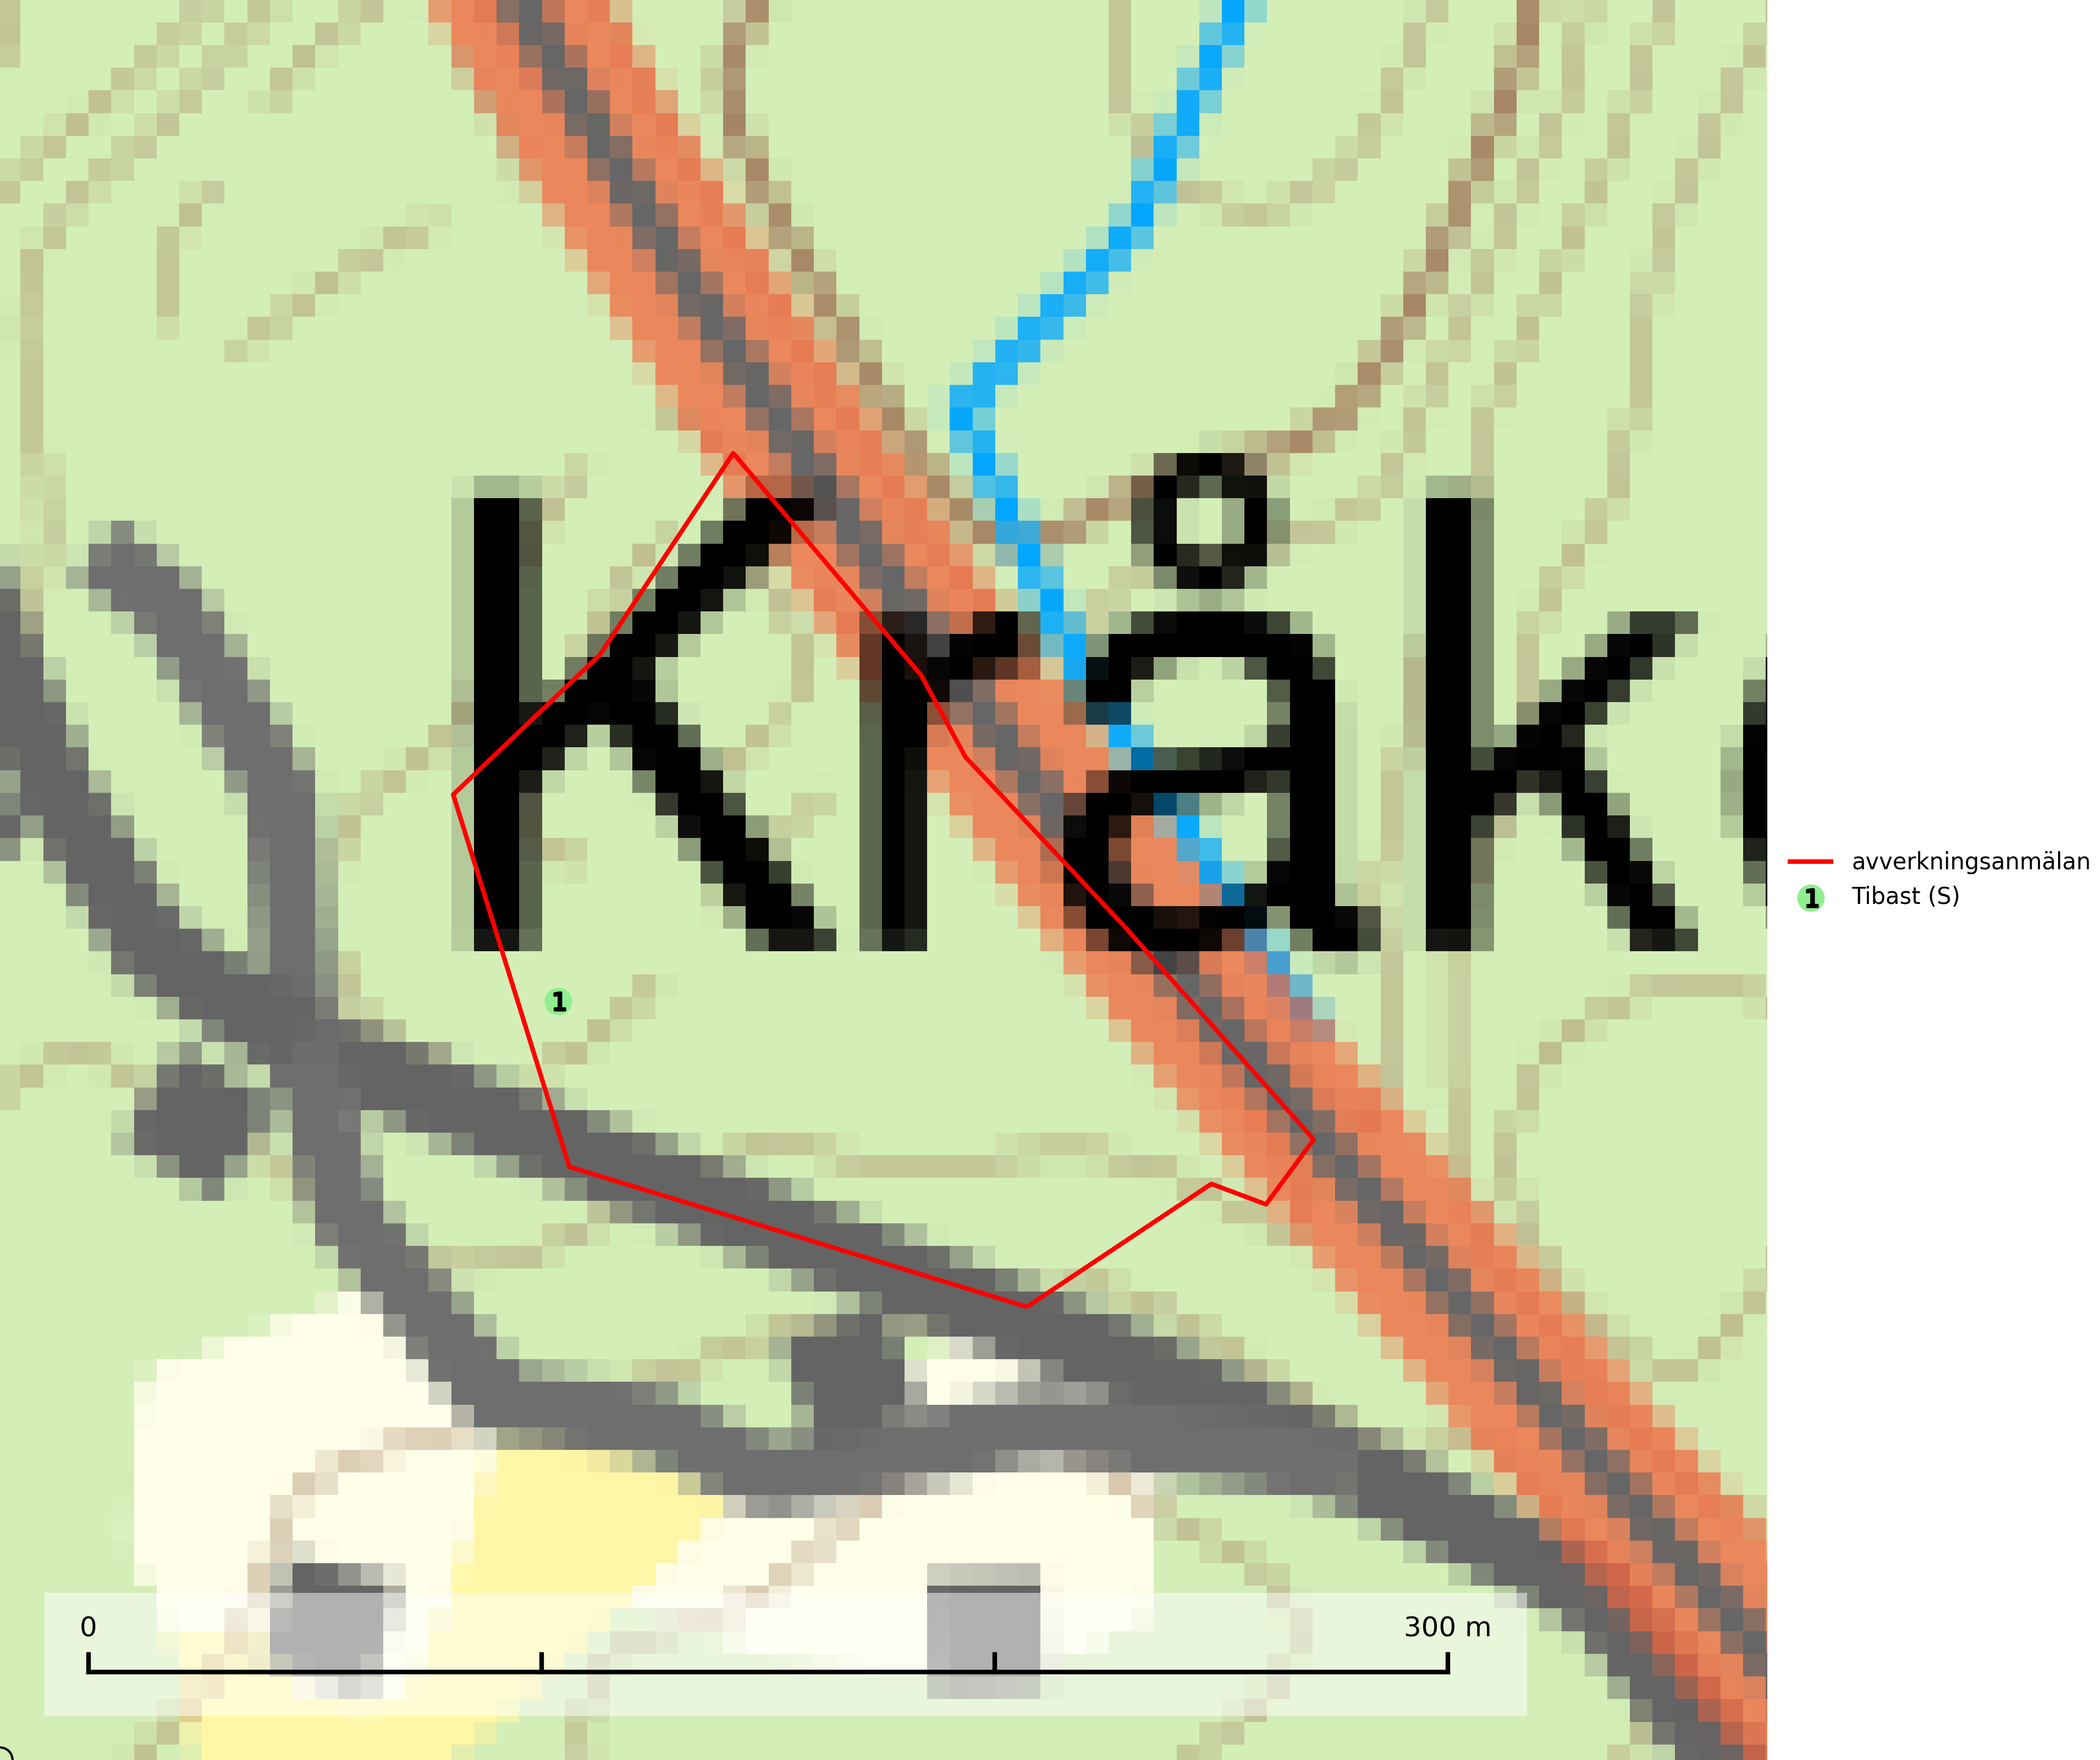 Kråk
1
avverkningsanmälan
1 Tibast (S)
0 300 m